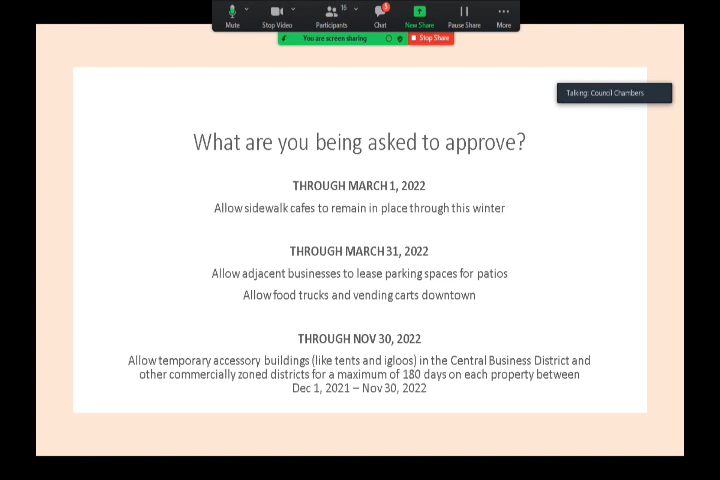 16
5
Mute
Stop Video
Participants
Chat
New Share
Pause Share
More
You are screen sharing
Stop Share
Talking: Council Chambers
What are you being asked to approve?
THROUGH MARCH 1, 2022
Allow sidewalk cafes to remain in place through this winter
THROUGH MARCH 31, 2022
Allow adjacent businesses to lease parking spaces for patios
Allow food trucks and vending carts downtown
THROUGH NOV 30, 2022
Allow temporary accessory buildings (like tents and igloos) in the Central Business District and
other commercially zoned districts for a maximum of 180 days on each property between
Dec 1, 2021 – Nov 30, 2022